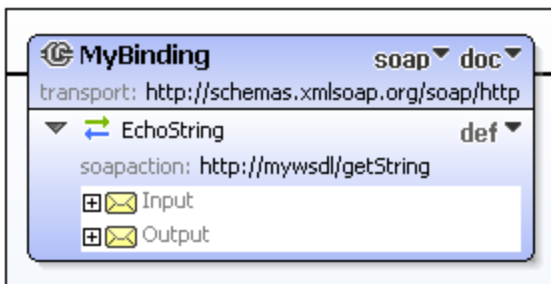 MyBinding soap doc
transport: http://schemas.xmlsoap.org/soap/http
EchoString def
soapaction: http://mywsdl/getString
Input
Output